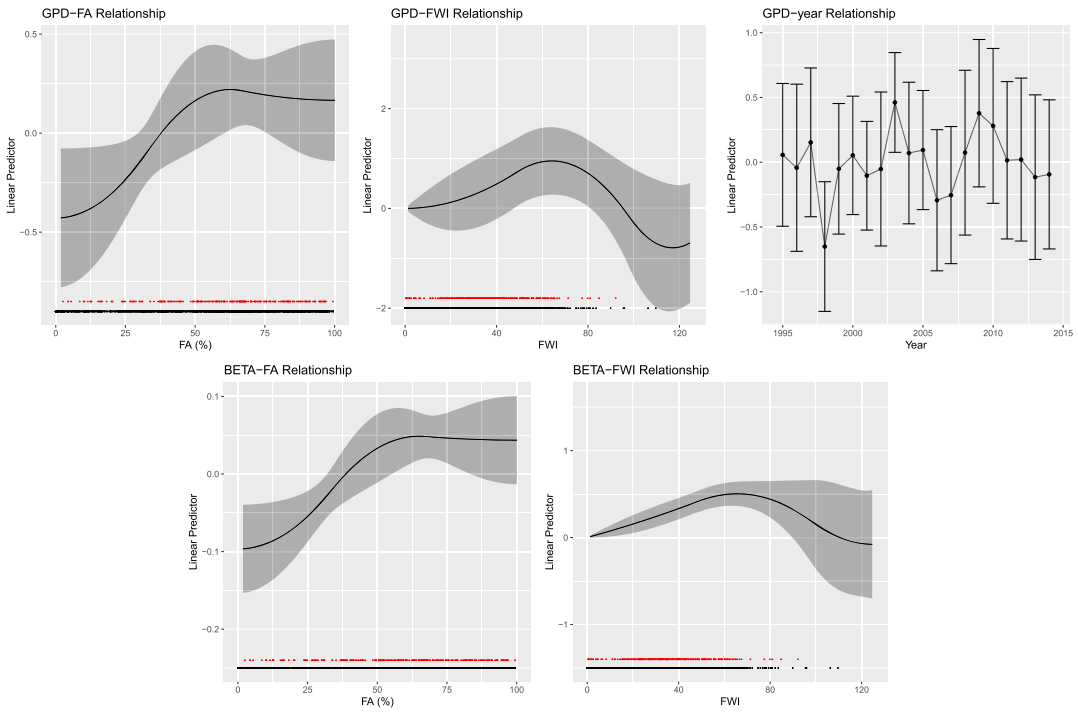 GPD−FA Relationship
Linear Predictor
0.5
0.0
−0.5
0 25 50 75 100
FA (%)
GPD−FWI Relationship
Linear Predictor
2
0
−2
0 40 80 120
FWI
GPD−year Relationship
Linear Predictor
1.0
0.5
0.0
−0.5
−1.0
1995 2000 2005 2010 2015
Year
BETA−FA Relationship
Linear Predictor
0.1
0.0
−0.1
−0.2
0 25 50 75 100
FA (%)
BETA−FWI Relationship
Linear Predictor
1
0
−1
0 40 80 120
FWI